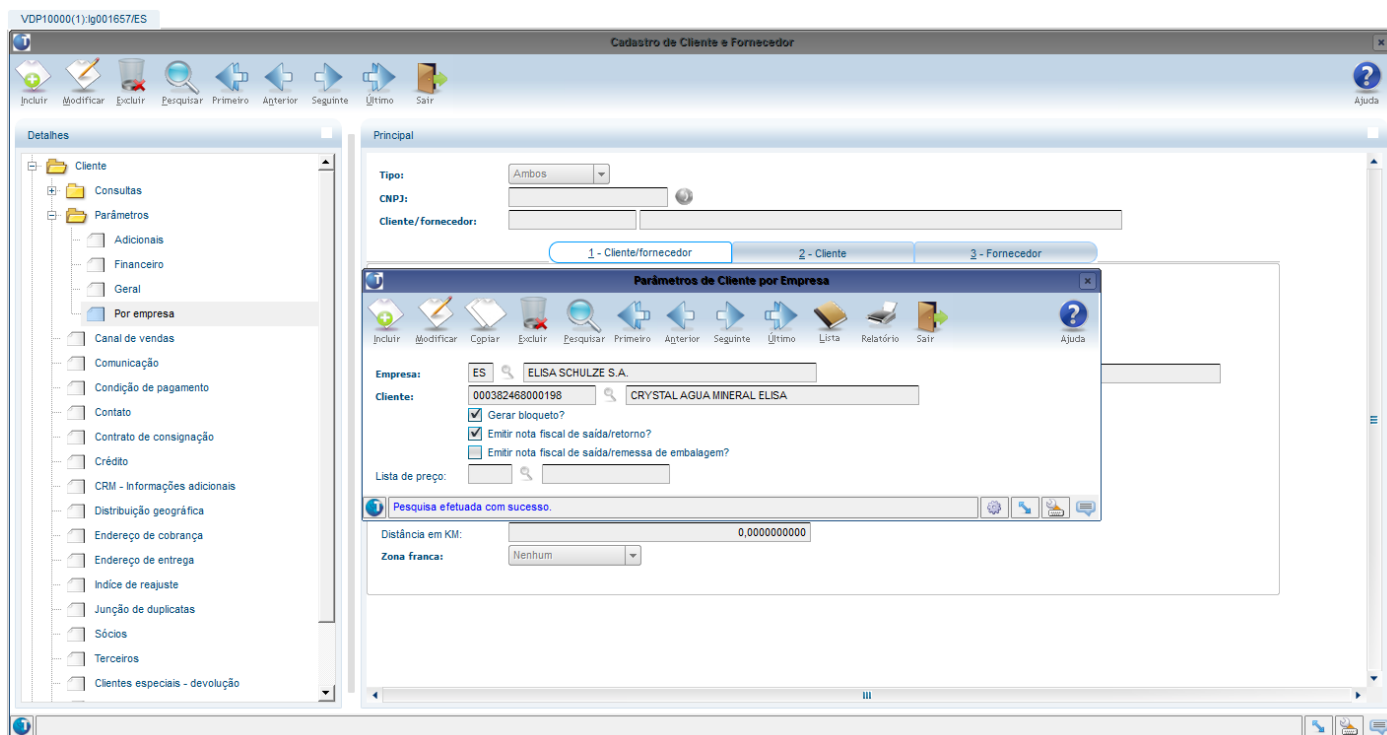 VDP10000(1):lg001657/ES
Cadastro de Cliente e Fornecedor
Incluir Modificar Excluir Pesquisar Primeiro Anterior Seguinte Último Sair Ajuda
Detalhes
Cliente
Consultas
Parâmetros
Adicionais
Financeiro
Geral
Por empresa
Canal de vendas
Comunicação
Condição de pagamento
Contato
Contrato de consignação
Crédito
CRM - Informações adicionais
Distribuição geográfica
Endereço de cobrança
Endereço de entrega
Indíce de reajuste
Junção de duplicatas
Sócios
Terceiros
Clientes especiais - devolução
Principal
Tipo: Ambos
CNPJ:
Cliente/fornecedor:
1 - Cliente/fornecedor 2 - Cliente 3 - Fornecedor
Parâmetros de Cliente por Empresa
Incluir Modificar Copiar Excluir Pesquisar Primeiro Anterior Seguinte Último Lista Relatório Sair Ajuda
Empresa: ES ELISA SCHULZE S.A.
Cliente: 000382468000198 CRYSTAL AGUA MINERAL ELISA
Gerar bloqueto?
Emitir nota fiscal de saída/retorno?
Emitir nota fiscal de saída/remessa de embalagem?
Lista de preço:
Pesquisa efetuada com sucesso.
Distância em KM: 0,0000000000
Zona franca: Nenhum